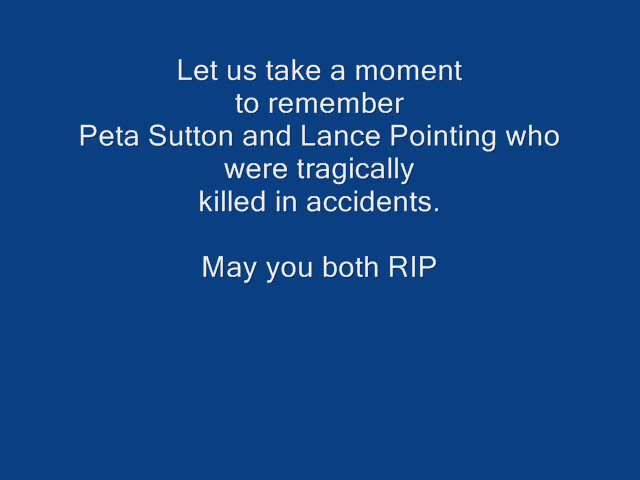 Let us take a moment
to remember
Peta Sutton and Lance Pointing who
were tragically
killed in accidents.
May you both RIP